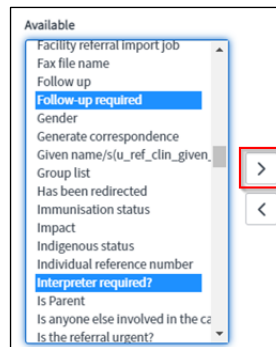 Available
Facility referral import job
Fax file name
Follow up
Follow-up required
Gender
Generate correspondence
Given name/s(u_ref_clin_given_
Group list
Has been redirected
Immunisation status
Impact
Indigenous status
Individual reference number
Interpreter required?
Is Parent
Is anyone else involved in the ca
Is the referral urgent?